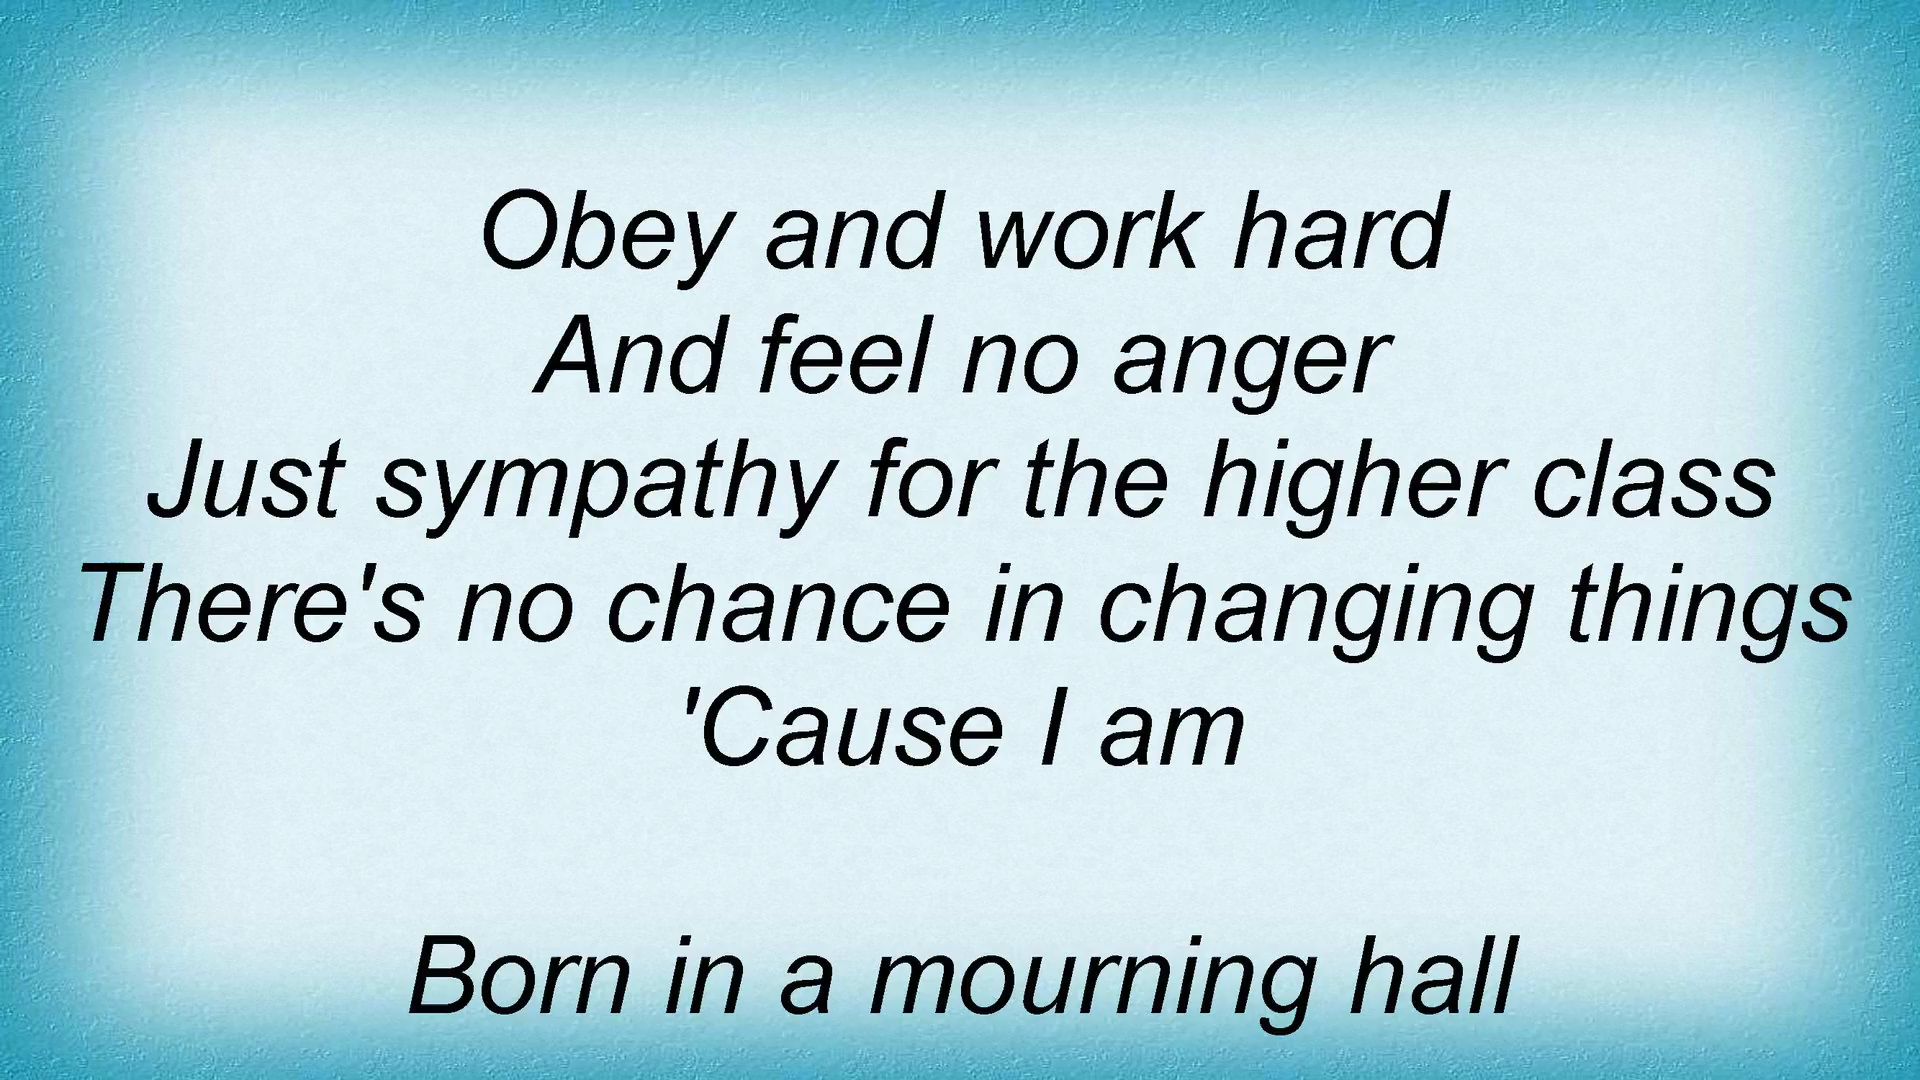 Obey and work hard
And feel no anger
Just sympathy for the higher class
There's no chance in changing things
'Cause I am
Born in a mourning hall